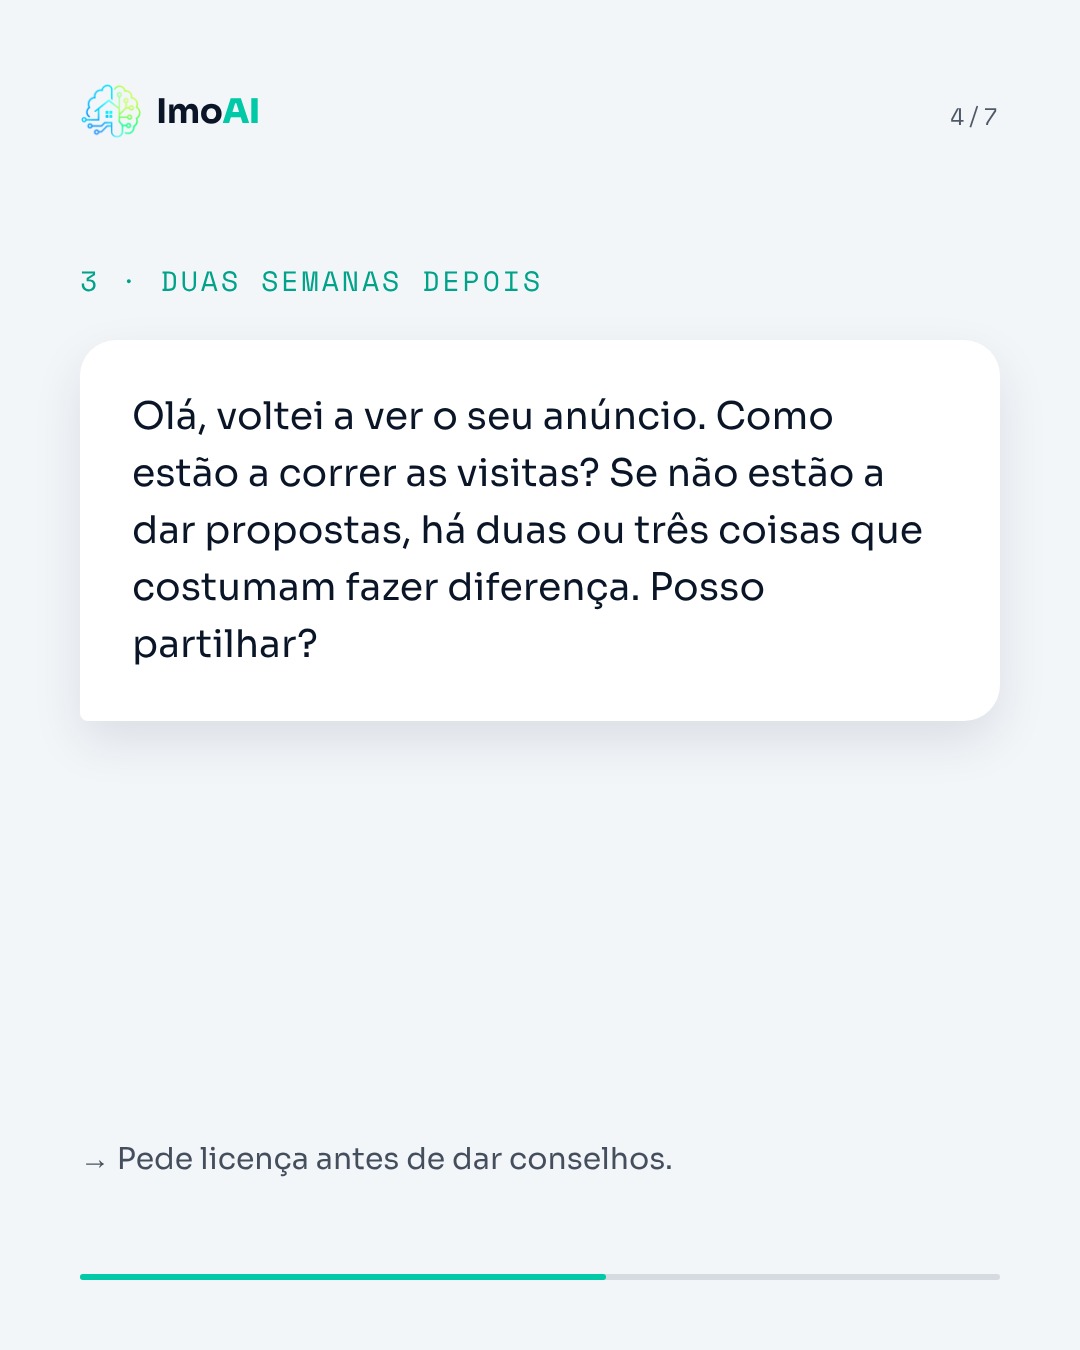 ImoAI
4/7
3 · DUAS SEMANAS DEPOIS
Olá, voltei a ver o seu anúncio. Como
estão a correr as visitas? Se não estão a
dar propostas, há duas ou três coisas que
costumam fazer diferença. Posso
partilhar?
→ Pede licença antes de dar conselhos.